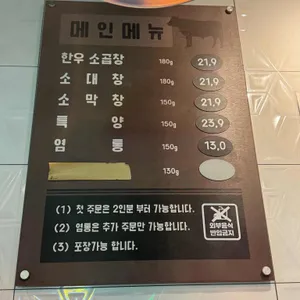 메인메뉴
한우 소곱창 160g 21,9
소 대 창 150g 21,9
소 막 창 150g 21,9
특 양 150g 23,9
염 통 150g 13,0
130g
(1) 첫 주문은 2인분 부터 가능합니다.
(2) 염통은 추가 주문만 가능합니다.
(3) 포장가능 합니다.
외부음식
반입금지